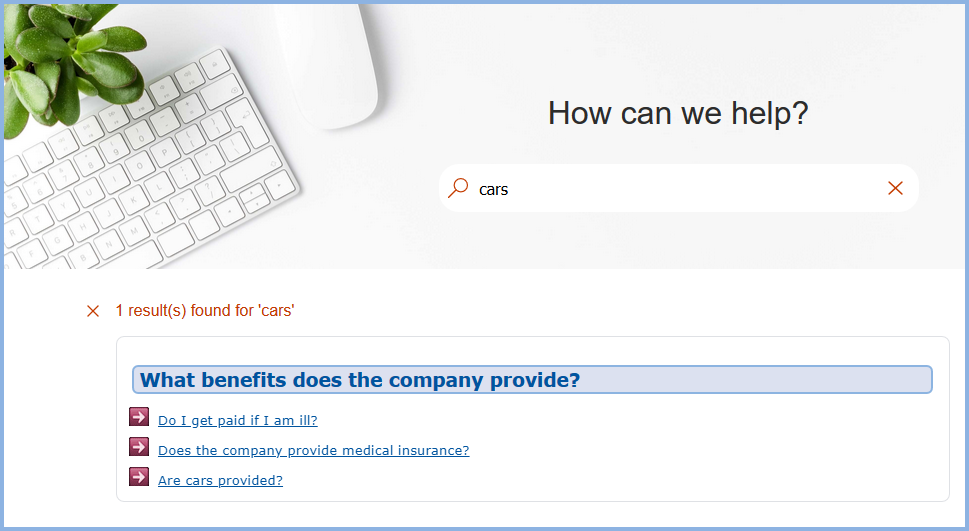 How can we help?
cars
1 result(s) found for 'cars'
What benefits does the company provide?
Do I get paid if I am ill?
Does the company provide medical insurance?
Are cars provided?